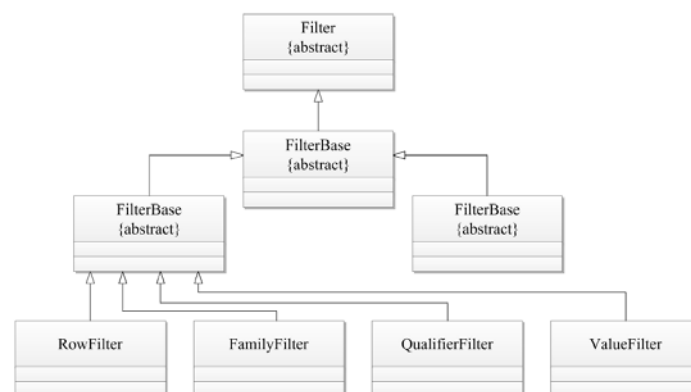 Filter
{abstract}
FilterBase
{abstract}
FilterBase
{abstract}
FilterBase
{abstract}
RowFilter
FamilyFilter
QualifierFilter
ValueFilter